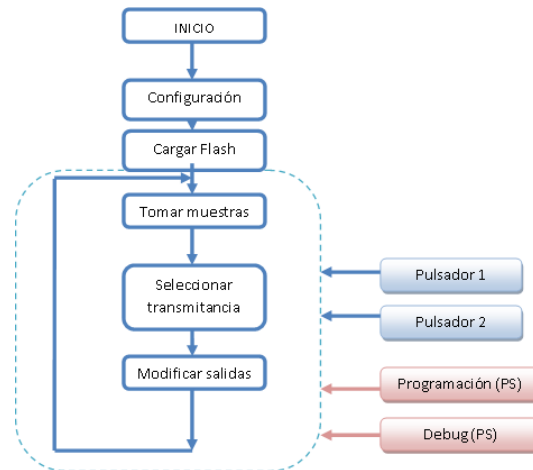 INICIO
Configuración
Cargar Flash
Tomar muestras
Seleccionar
transmitancia
Modificar salidas
Pulsador 1
Pulsador 2
Programación (PS)
Debug (PS)